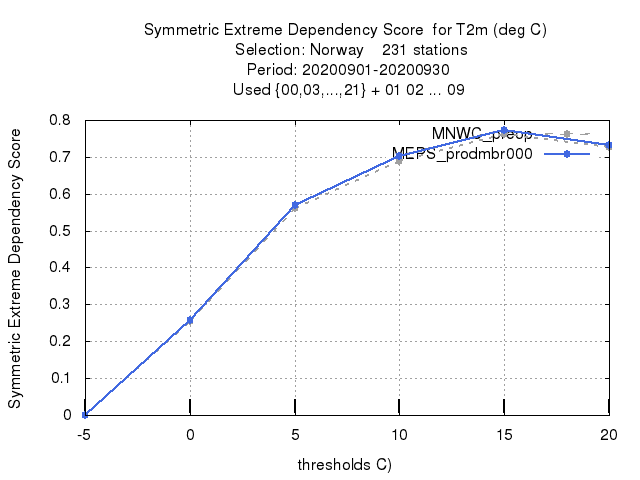 Symmetric Extreme Dependency Score for T2m (deg C)
Selection: Norway 231 stations
Period: 20200901-20200930
Used {00,03,...,21} + 01 02 ... 09
Symmetric Extreme Dependency Score
0.8
0.7
0.6
0.5
0.4
0.3
0.2
0.1
0
MNWC_preop
MEPS_prodmbr000
-5 0 5 10 15 20
thresholds C)